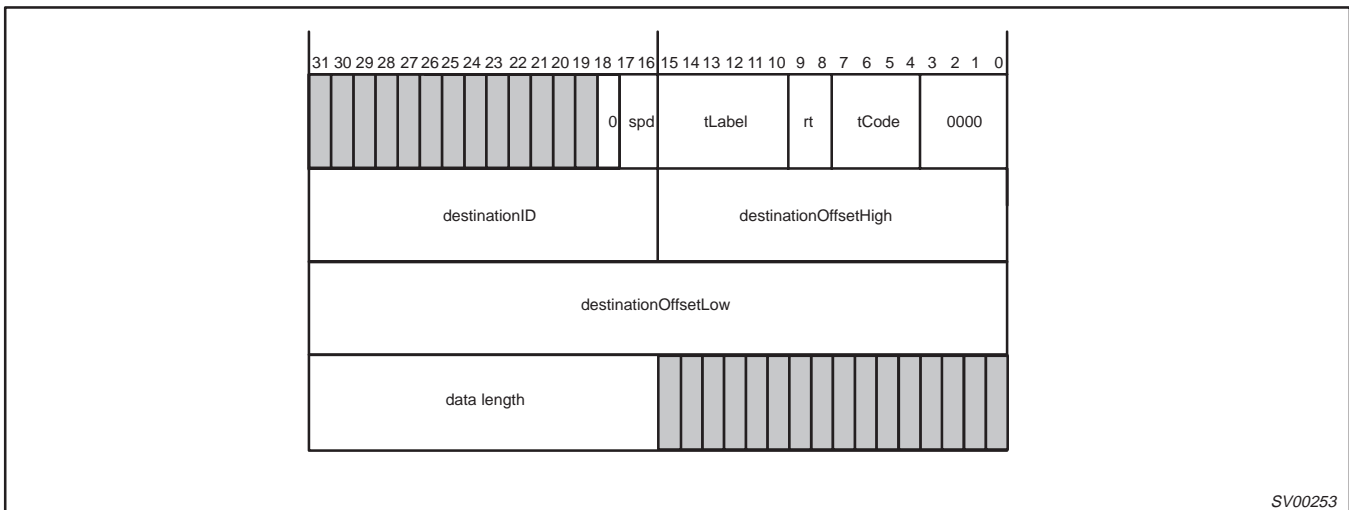 31 30 29 28 27 26 25 24 23 22 21 20 19 18 17 16 15 14 13 12 11 10 9 8 7 6 5 4 3 2 1 0
0 spd tLabel rt tCode 0000
destinationID destinationOffsetHigh
destinationOffsetLow
data length
SV00253